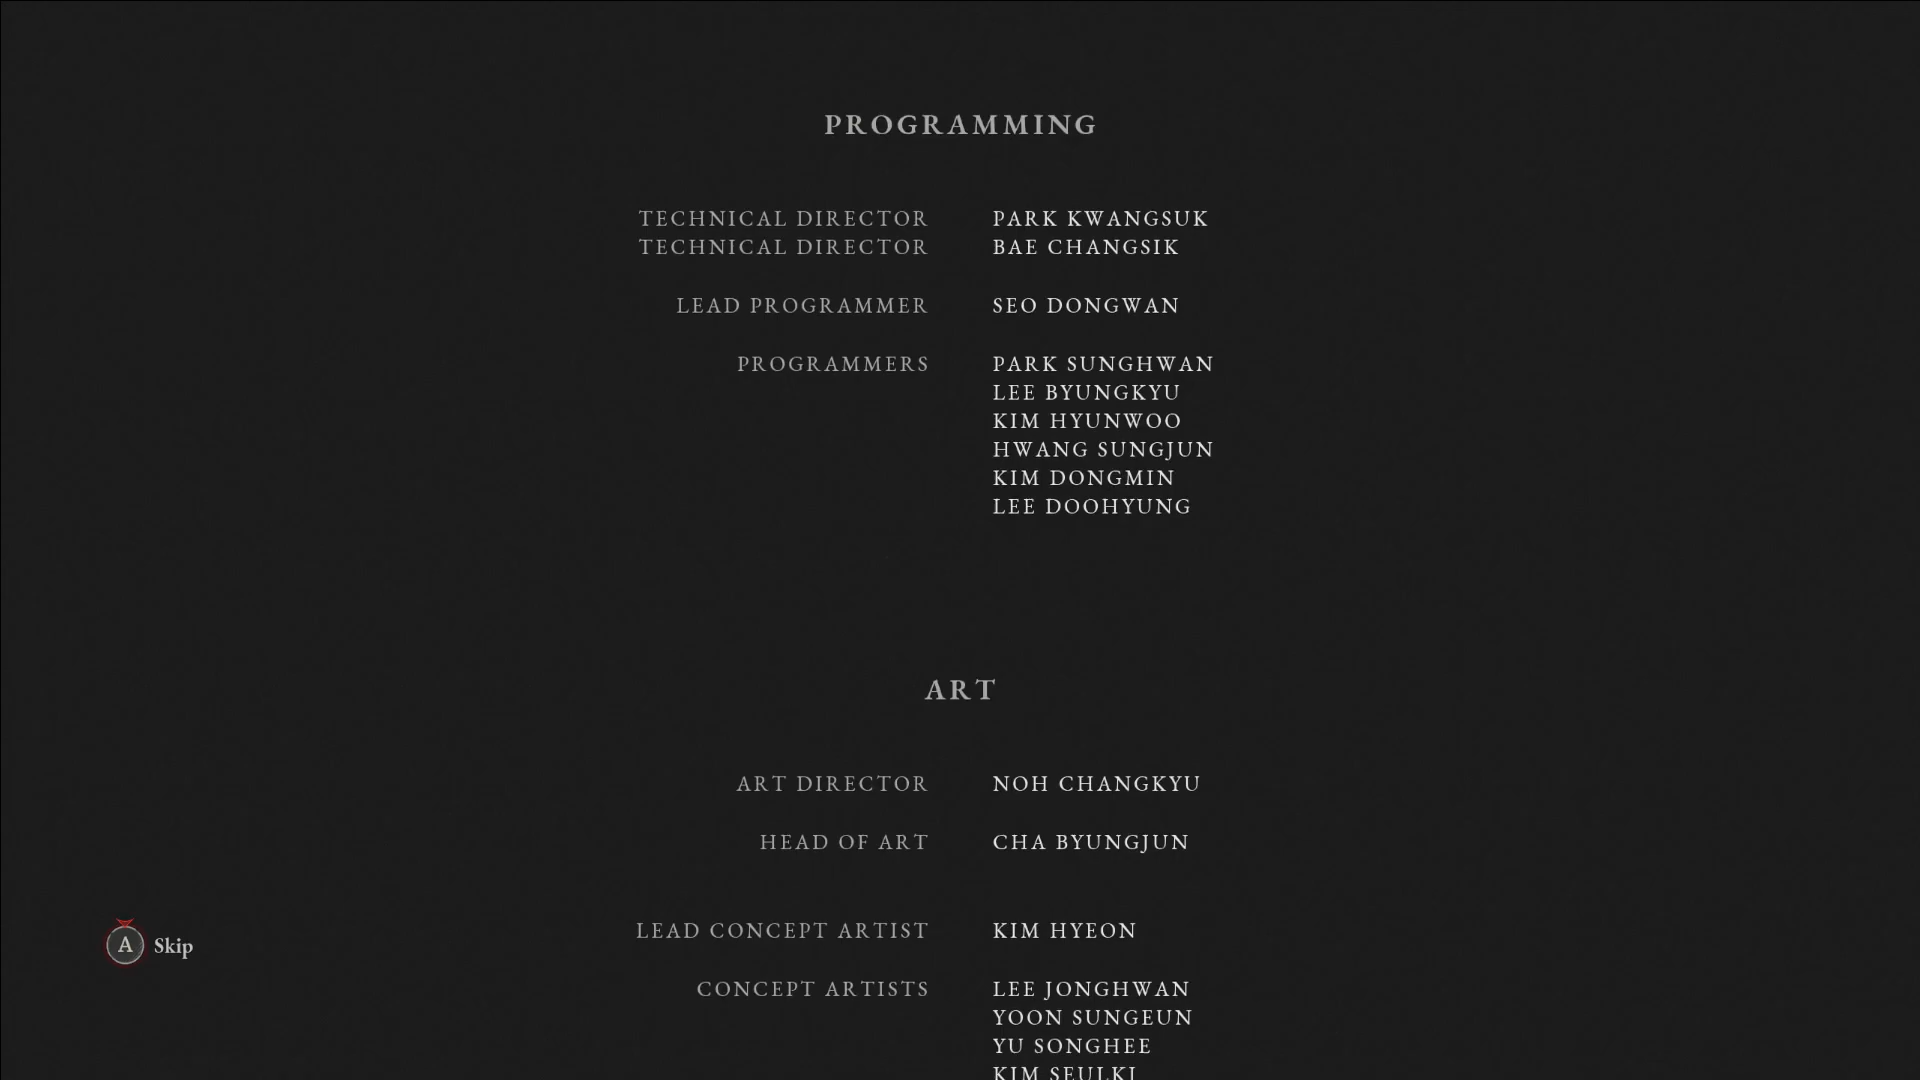 PROGRAMMING
TECHNICAL DIRECTOR PARK KWANGSUK
TECHNICAL DIRECTOR BAE CHANGSIK
LEAD PROGRAMMER SEO DONGWAN
PROGRAMMERS PARK SUNGHWAN
LEE BYUNGKYU
KIM HYUNWOO
HWANG SUNGJUN
KIM DONGMIN
LEE DOOHYUNG
ART
ART DIRECTOR NOH CHANGKYU
HEAD OF ART CHA BYUNGJUN
LEAD CONCEPT ARTIST KIM HYEON
A Skip
CONCEPT ARTISTS LEE JONGHWAN
YOON SUNGEUN
YU SONGHEE
KIM SEULKI